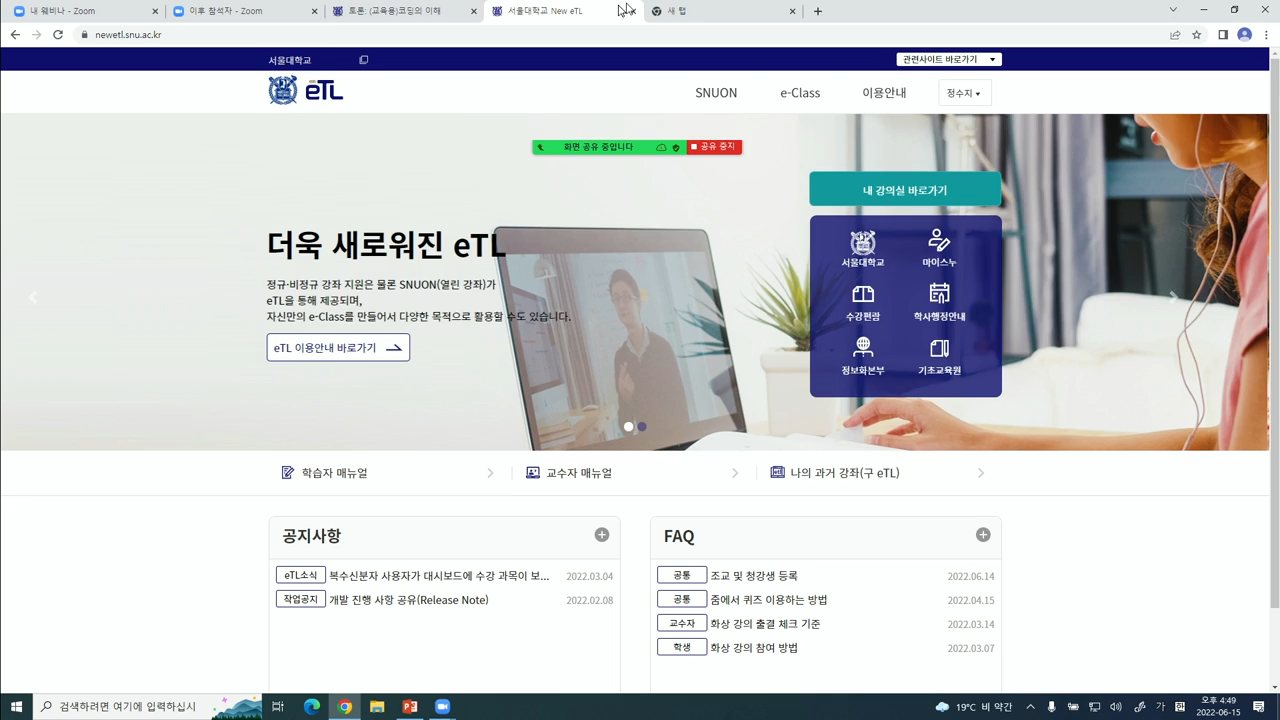 내 웨비나 - Zoom
이후 참석자 - Zoom
토론: (교육용)코딩의 이해
서울대학교 New eTL
새 탭
newetl.snu.ac.kr
서울대학교
관련사이트 바로가기
eTL
SNUON
e-Class
이용안내
정수지
화면 공유 중입니다
공유 중지
내 강의실 바로가기
더욱 새로워진 eTL
서울대학교
마이스누
정규·비정규 강좌 지원은 물론 SNUON(열린 강좌)가
eTL을 통해 제공되며,
자신만의 e-Class를 만들어서 다양한 목적으로 활용할 수도 있습니다.
수강편람
학사행정안내
eTL 이용안내 바로가기
정보화본부
기초교육원
학습자 매뉴얼
교수자 매뉴얼
나의 과거 강좌(구 eTL)
공지사항
eTL소식 복수신분자 사용자가 대시보드에 수강 과목이 보... 2022.03.04
작업공지 개발 진행 사항 공유(Release Note) 2022.02.08
FAQ
공통 조교 및 청강생 등록 2022.06.14
공통 줌에서 퀴즈 이용하는 방법 2022.04.15
교수자 화상 강의 출결 체크 기준 2022.03.14
학생 화상 강의 참여 방법 2022.03.07
검색하려면 여기에 입력하십시
19°C 비 약간
가
오후 4:49
2022-06-15